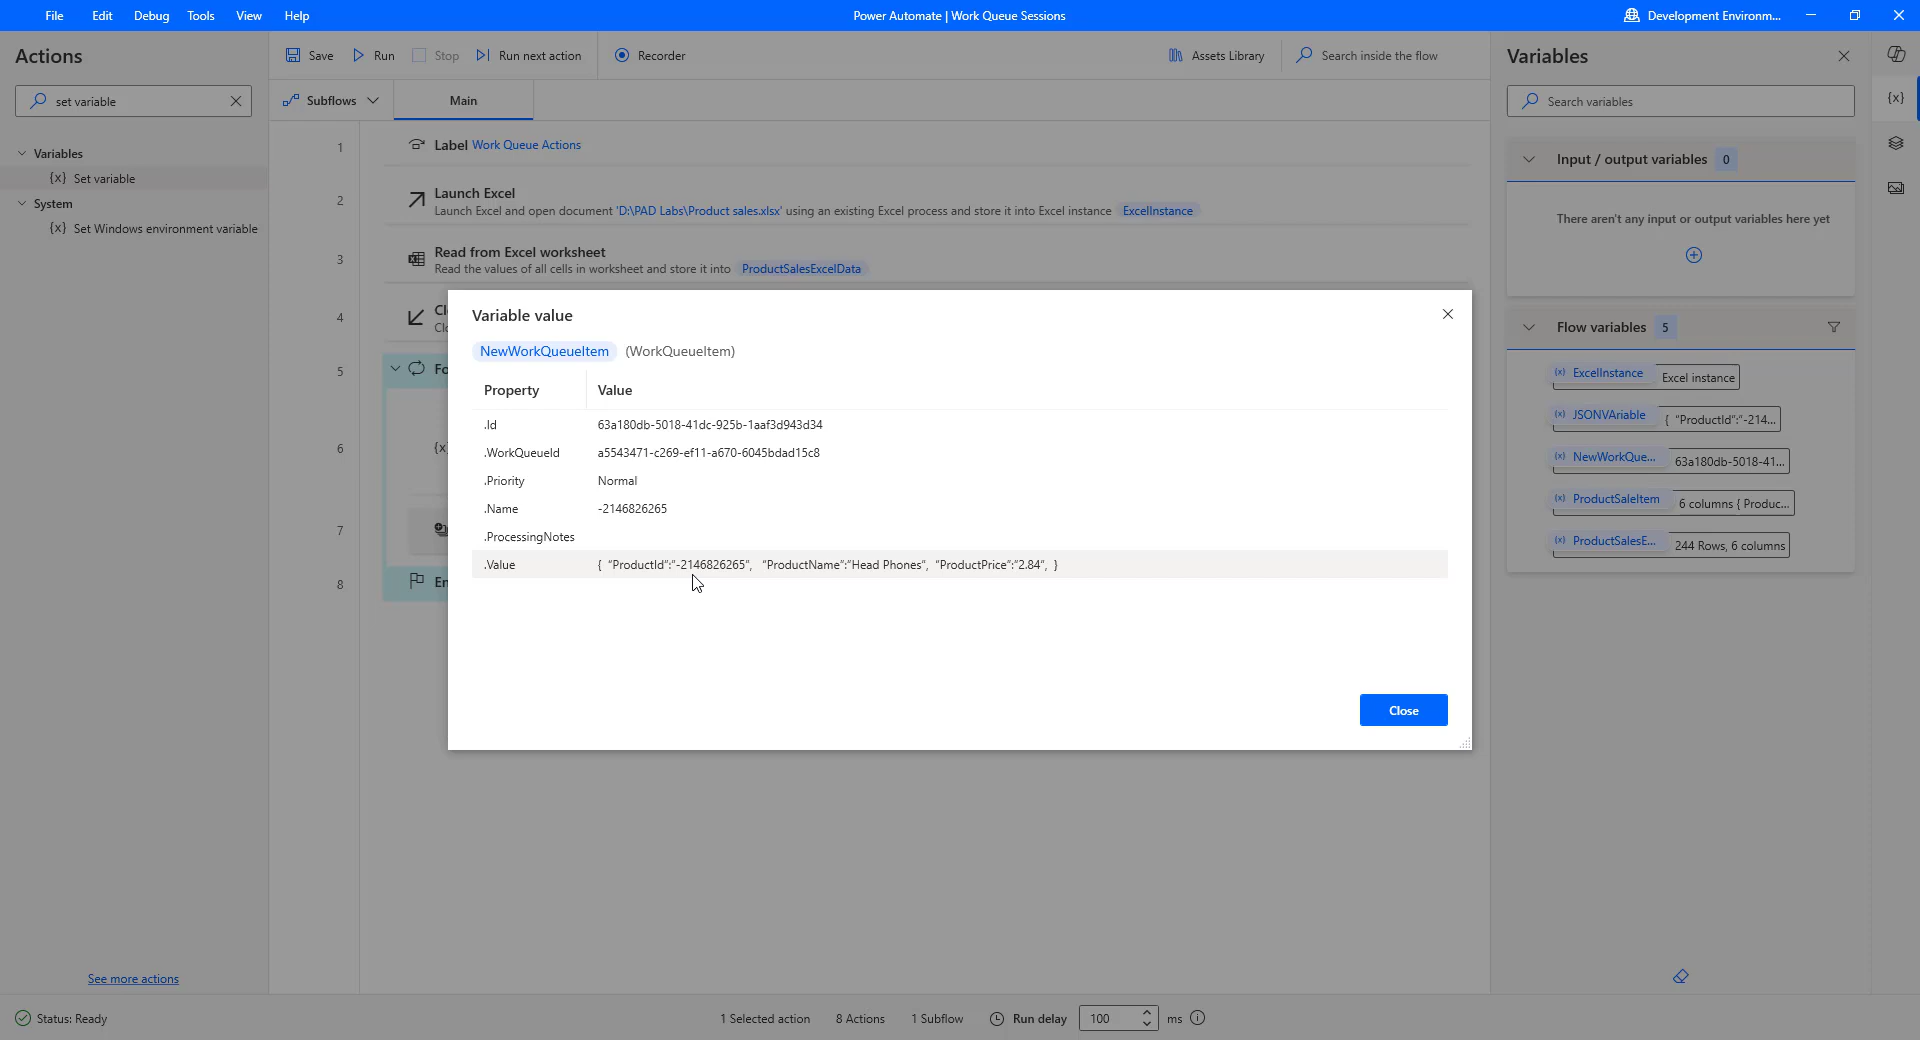 File Edit Debug Tools View Help
Power Automate | Work Queue Sessions
Development Environm...
Actions
Save Run Stop Run next action Recorder
Assets Library
Search inside the flow
Variables
set variable
Subflows
Main
Search variables
Variables
{x} Set variable
System
{x} Set Windows environment variable
1
Label Work Queue Actions
2
Launch Excel
Launch Excel and open document 'D:\PAD Labs\Product sales.xlsx' using an existing Excel process and store it into Excel instance ExcelInstance
3
Read from Excel worksheet
Read the values of all cells in worksheet and store it into ProductSalesExcelData
4
5
6
{x
7
8
Variable value
NewWorkQueueItem (WorkQueueItem)
Property Value
.Id 63a180db-5018-41dc-925b-1aaf3d943d34
.WorkQueueId a5543471-c269-ef11-a670-6045bdad15c8
.Priority Normal
.Name -2146826265
.ProcessingNotes
.Value { “ProductId”:”-2146826265”, “ProductName”:”Head Phones”, “ProductPrice”:”2.84”, }
Close
Input / output variables 0
There aren't any input or output variables here yet
Flow variables 5
(x) ExcelInstance Excel instance
(x) JSONVAriable { “ProductId”:”-214...
(x) NewWorkQue... 63a180db-5018-41...
(x) ProductSaleItem 6 columns { Produc...
(x) ProductSalesE... 244 Rows, 6 columns
{x}
See more actions
Status: Ready
1 Selected action 8 Actions 1 Subflow Run delay 100 ms